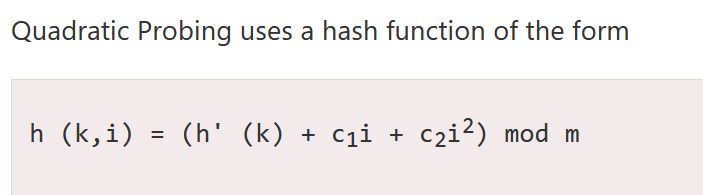 Quadratic Probing uses a hash function of the form
h (k,i) = (h' (k) + c₁i + c₂i²) mod m